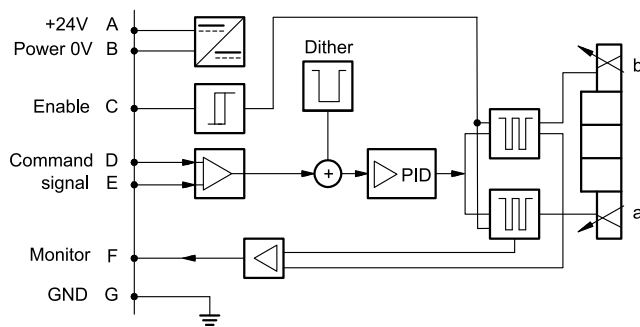 +24V A
Power 0V B
Dither
b
Enable C
Command D
signal E
PID
a
Monitor F
GND G